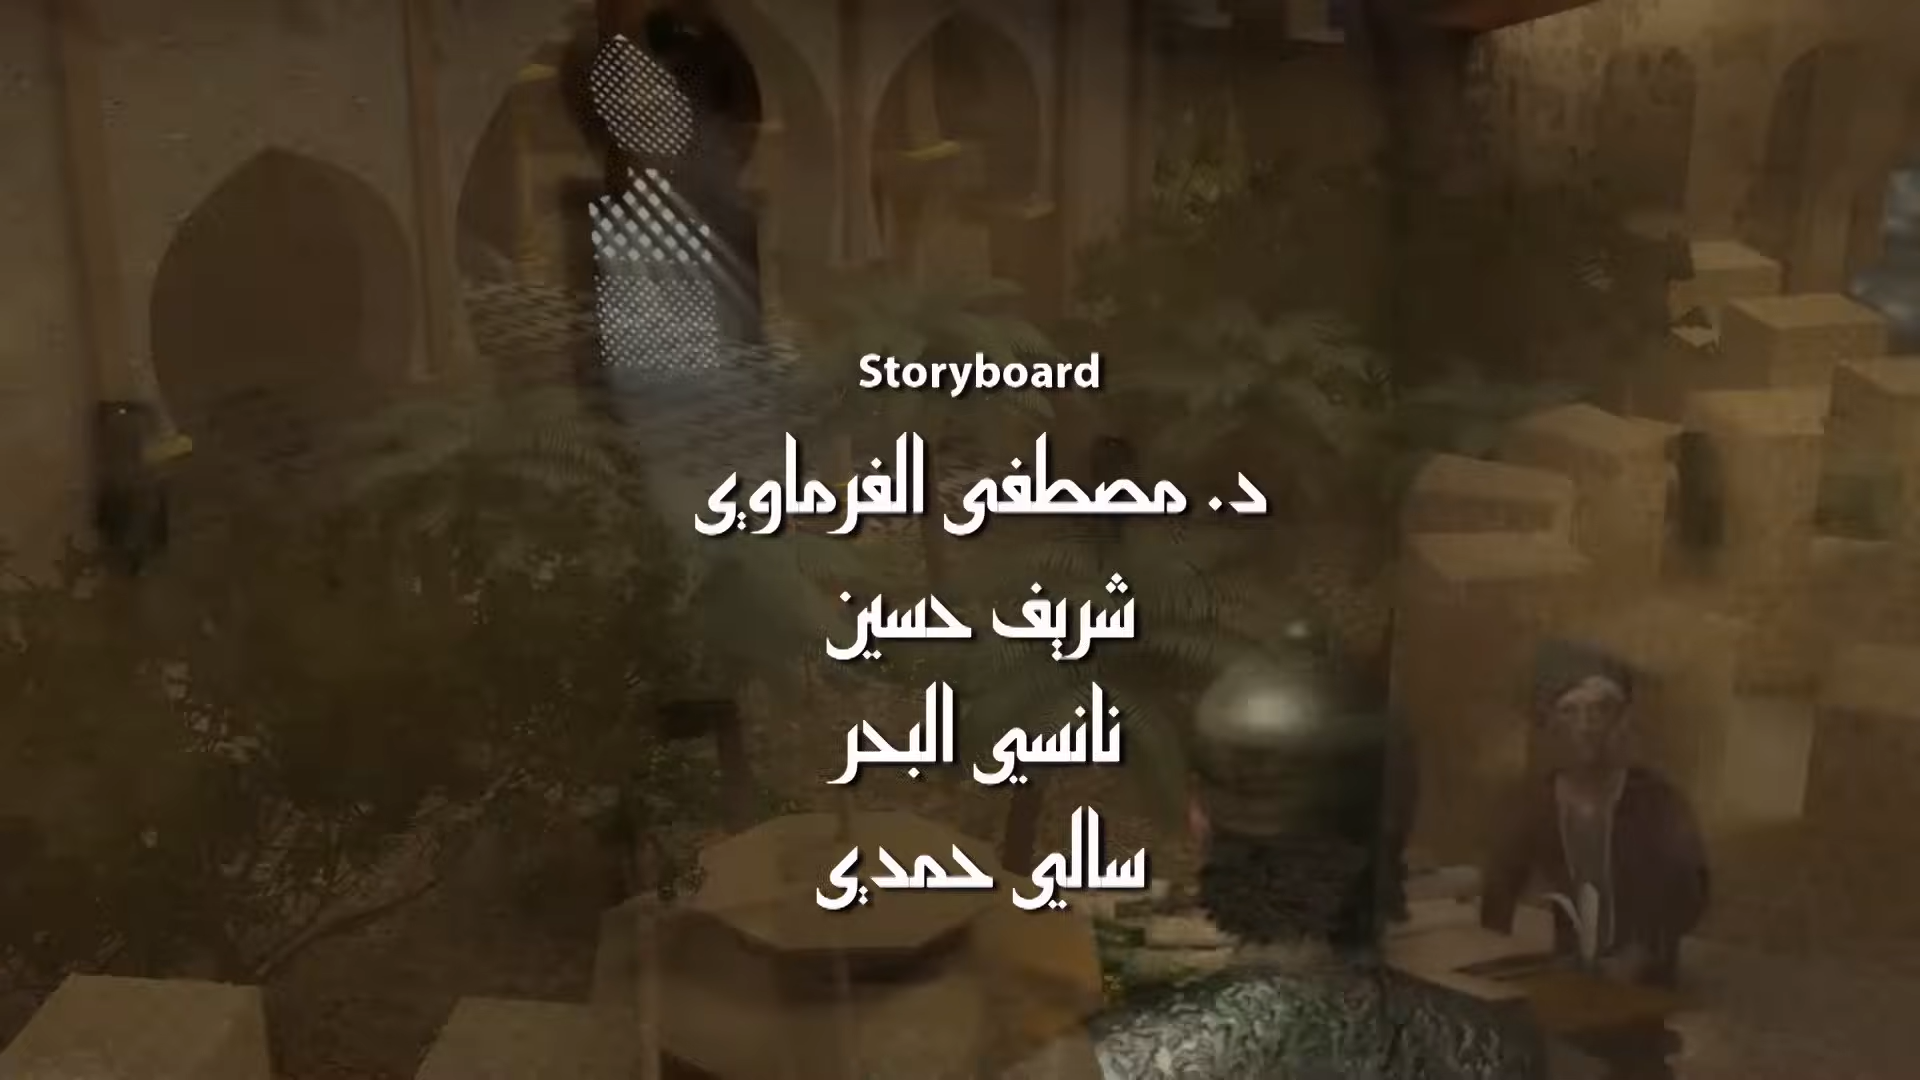 Storyboard
د. مصطفى الفرماوي
شريف حسين
نانسي البحر
سالي حمدي